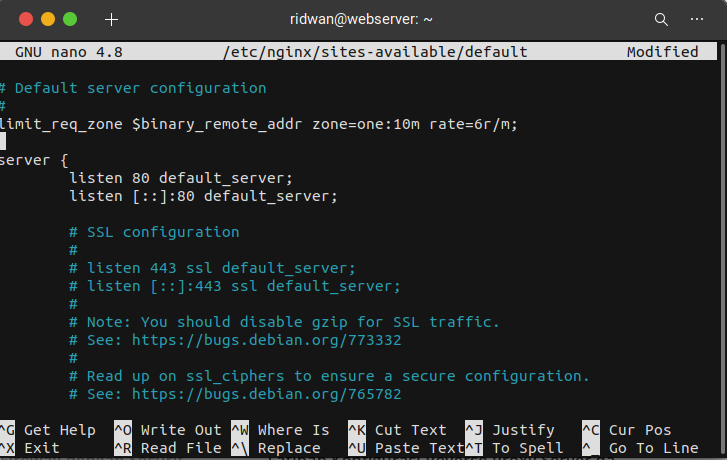 ridwan@webserver: ~
GNU nano 4.8 /etc/nginx/sites-available/default Modified
# Default server configuration
#
limit_req_zone $binary_remote_addr zone=one:10m rate=6r/m;
server {
listen 80 default_server;
listen [::]:80 default_server;
# SSL configuration
#
# listen 443 ssl default_server;
# listen [::]:443 ssl default_server;
#
# Note: You should disable gzip for SSL traffic.
# See: https://bugs.debian.org/773332
#
# Read up on ssl_ciphers to ensure a secure configuration.
# See: https://bugs.debian.org/765782
^G Get Help ^O Write Out ^W Where Is ^K Cut Text ^J Justify ^C Cur Pos
^X Exit ^R Read File ^\ Replace ^U Paste Text ^T To Spell ^_ Go To Line